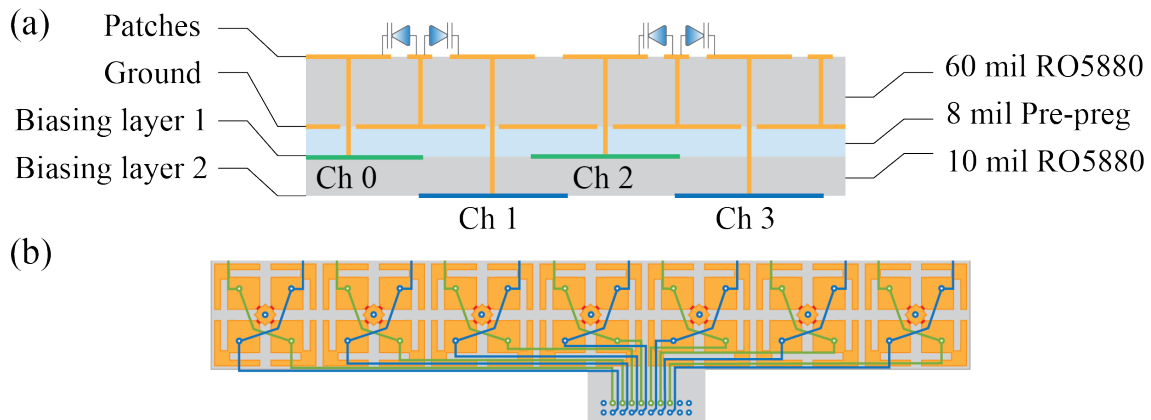 (a)
Patches
Ground
Biasing layer 1
Biasing layer 2
60 mil RO5880
8 mil Pre-preg
10 mil RO5880
Ch 0
Ch 2
Ch 1
Ch 3
(b)